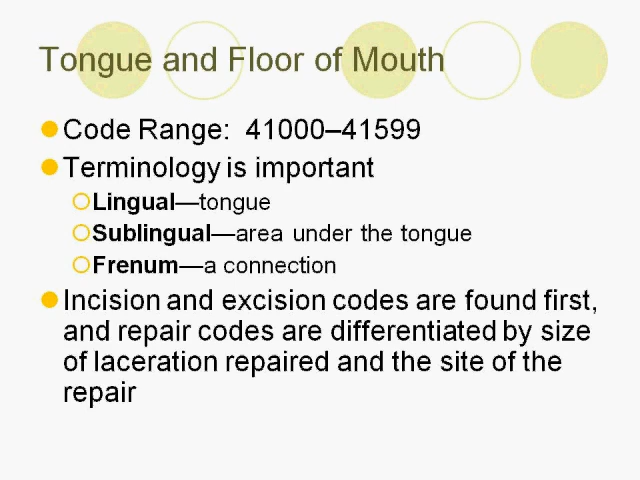 Tongue and Floor of Mouth
Code Range: 41000–41599
Terminology is important
Lingual—tongue
Sublingual—area under the tongue
Frenum—a connection
Incision and excision codes are found first,
and repair codes are differentiated by size
of laceration repaired and the site of the
repair